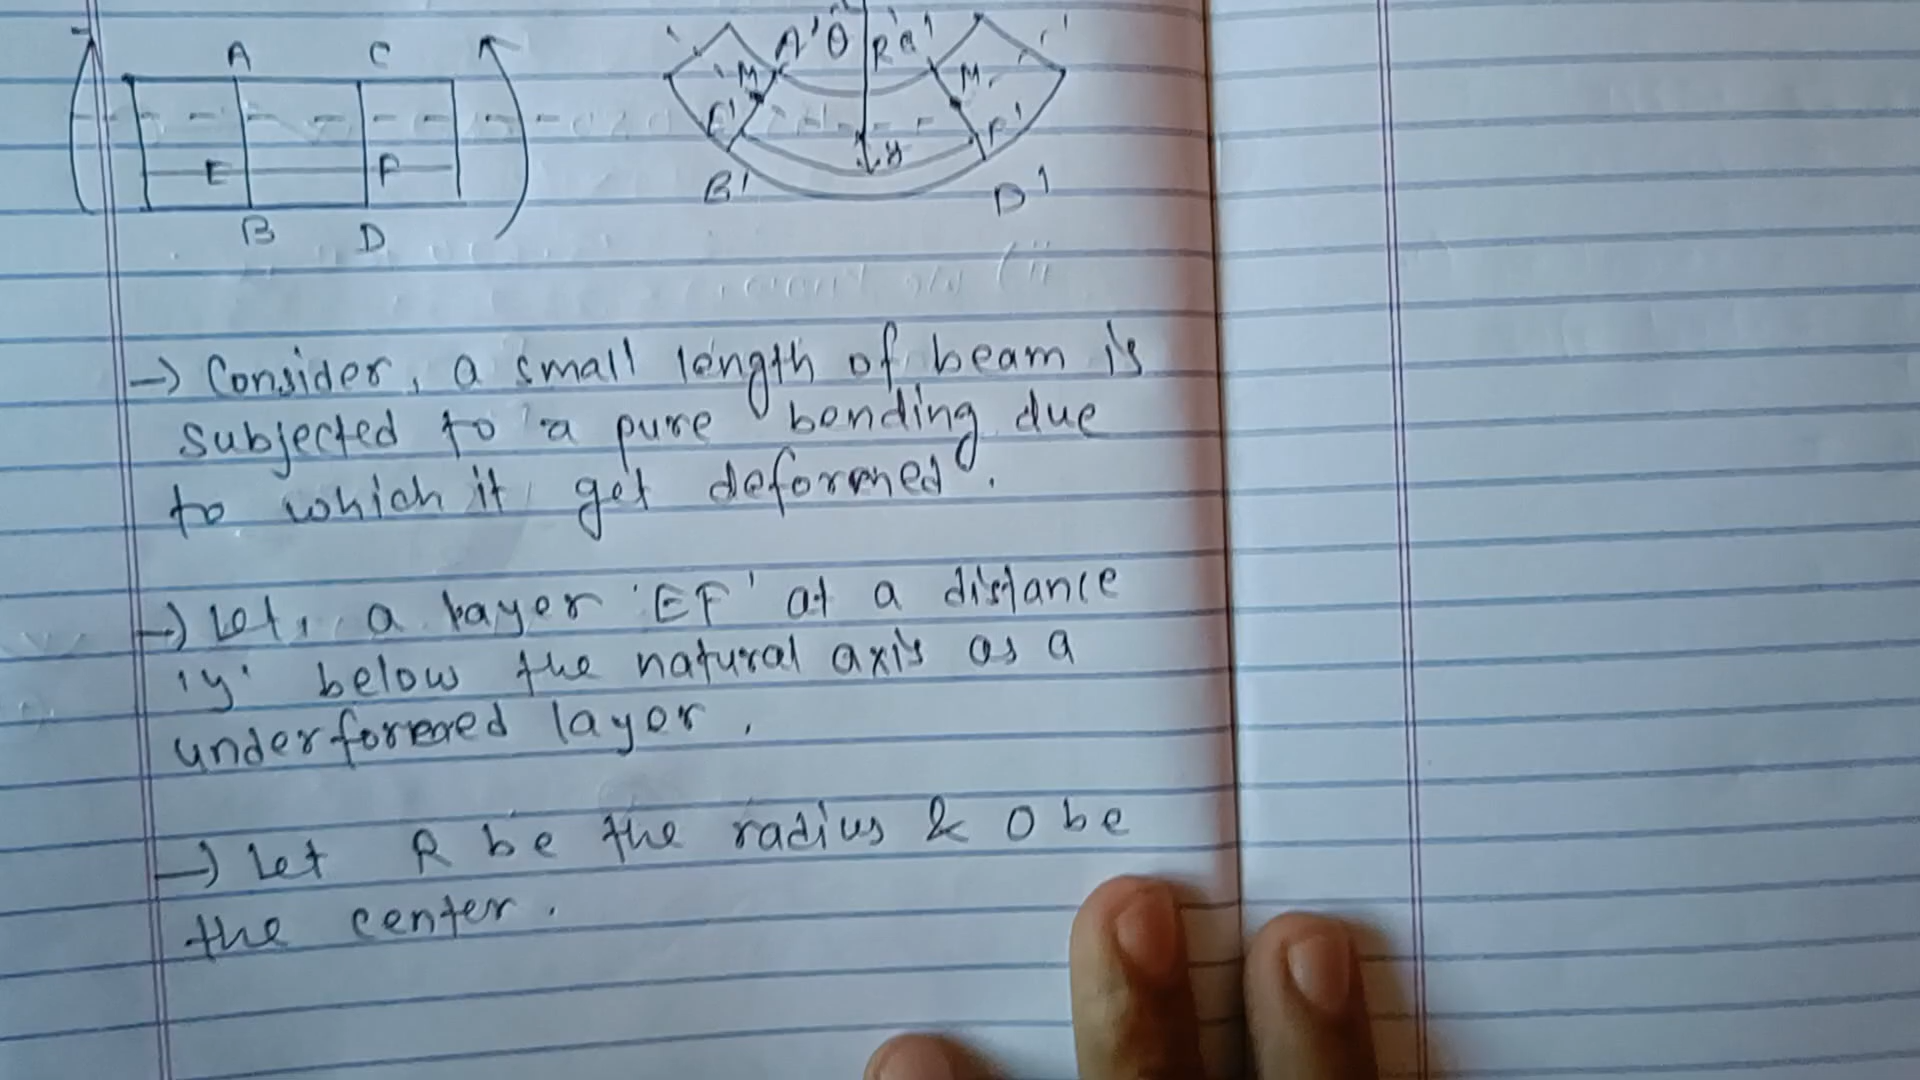 A C
A' O R C'
M M
E F
E' y F'
B D
B' D'
→ Consider, a small length of beam is
subjected to a pure bending due
to which it get deformed.
→ Let, a layer 'EF' at a distance
'y' below the natural axis as a
underformed layer.
→ Let R be the radius & O be
the center.